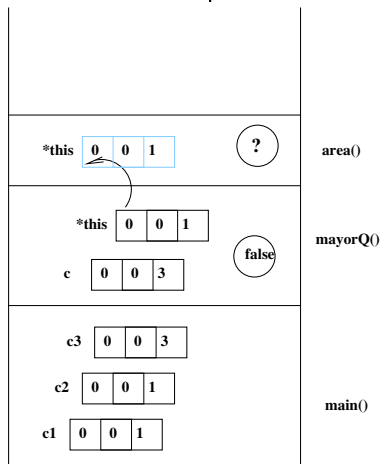 *this 0 0 1 ? area()
*this 0 0 1
mayorQ()
c 0 0 3 false
c3 0 0 3
c2 0 0 1
main()
c1 0 0 1